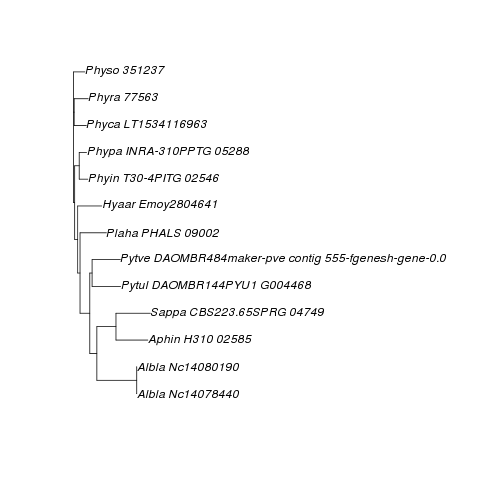 Physo 351237
Phyra 77563
Phyca LT1534116963
Phypa INRA-310PPTG 05288
Phyin T30-4PITG 02546
Hyaar Emoy2804641
Plaha PHALS 09002
Pytve DAOMBR484maker-pve contig 555-fgenesh-gene-0.0
Pytul DAOMBR144PYU1 G004468
Sappa CBS223.65SPRG 04749
Aphin H310 02585
Albla Nc14080190
Albla Nc14078440